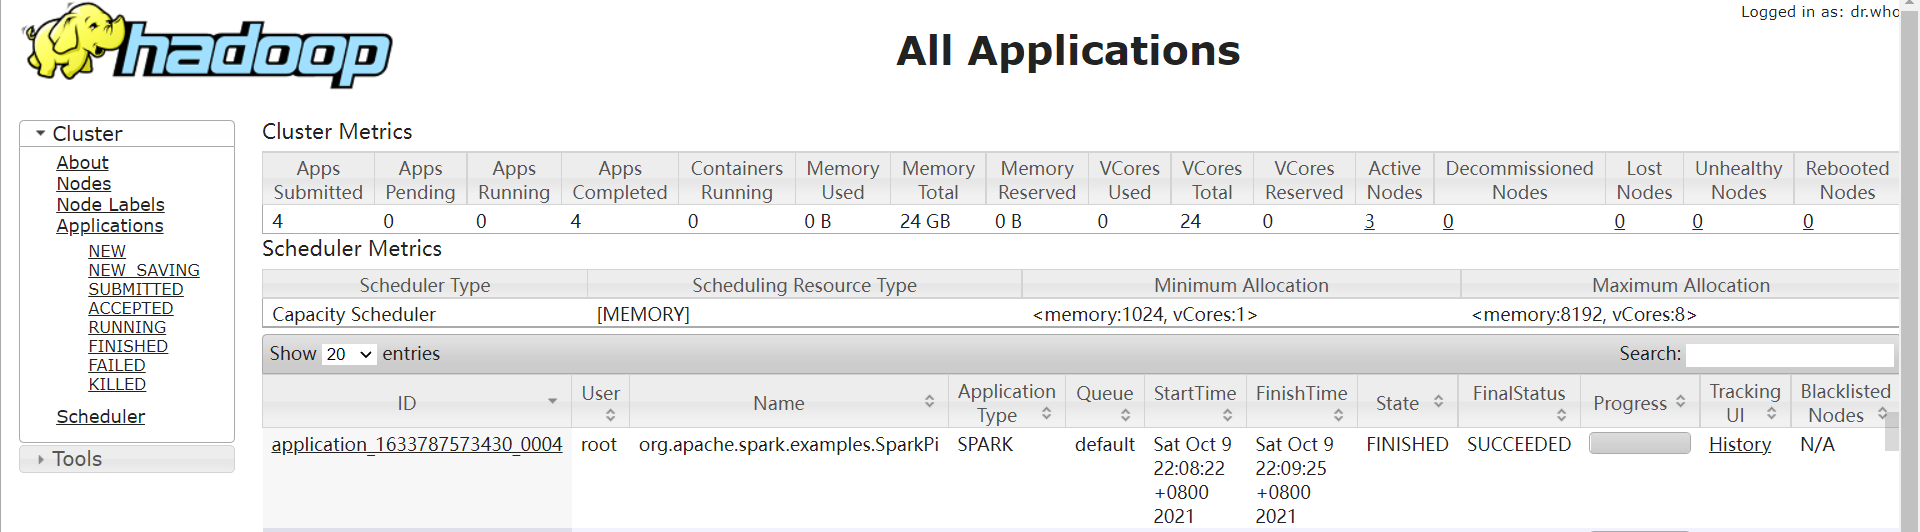 hadoop
Logged in as: dr.who
All Applications
Cluster
About
Nodes
Node Labels
Applications
NEW
NEW_SAVING
SUBMITTED
ACCEPTED
RUNNING
FINISHED
FAILED
KILLED
Scheduler
Tools
Cluster Metrics
Apps Submitted Apps Pending Apps Running Apps Completed Containers Running Memory Used Memory Total Memory Reserved VCores Used VCores Total VCores Reserved Active Nodes Decommissioned Nodes Lost Nodes Unhealthy Nodes Rebooted Nodes
4 0 0 4 0 0 B 24 GB 0 B 0 24 0 3 0 0 0 0
Scheduler Metrics
Scheduler Type Scheduling Resource Type Minimum Allocation Maximum Allocation
Capacity Scheduler [MEMORY] <memory:1024, vCores:1> <memory:8192, vCores:8>
Show 20 entries Search:
ID User Name Application Type Queue StartTime FinishTime State FinalStatus Progress Tracking UI Blacklisted Nodes
application_1633787573430_0004 root org.apache.spark.examples.SparkPi SPARK default Sat Oct 9 22:08:22 +0800 2021 Sat Oct 9 22:09:25 +0800 2021 FINISHED SUCCEEDED History N/A